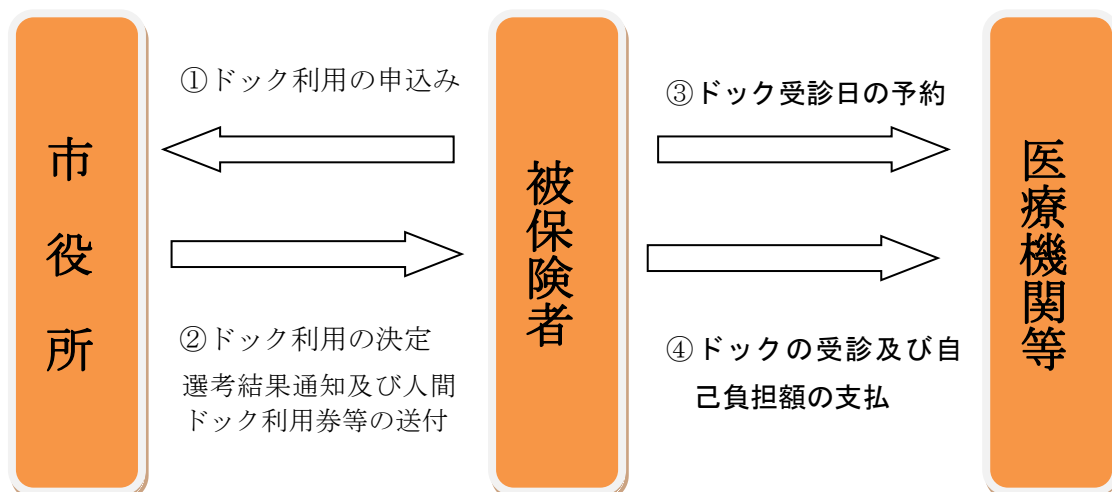 市役所
①ドック利用の申込み
②ドック利用の決定
選考結果通知及び人間
ドック利用券等の送付
被保険者
③ドック受診日の予約
④ドックの受診及び自
己負担額の支払
医療機関等